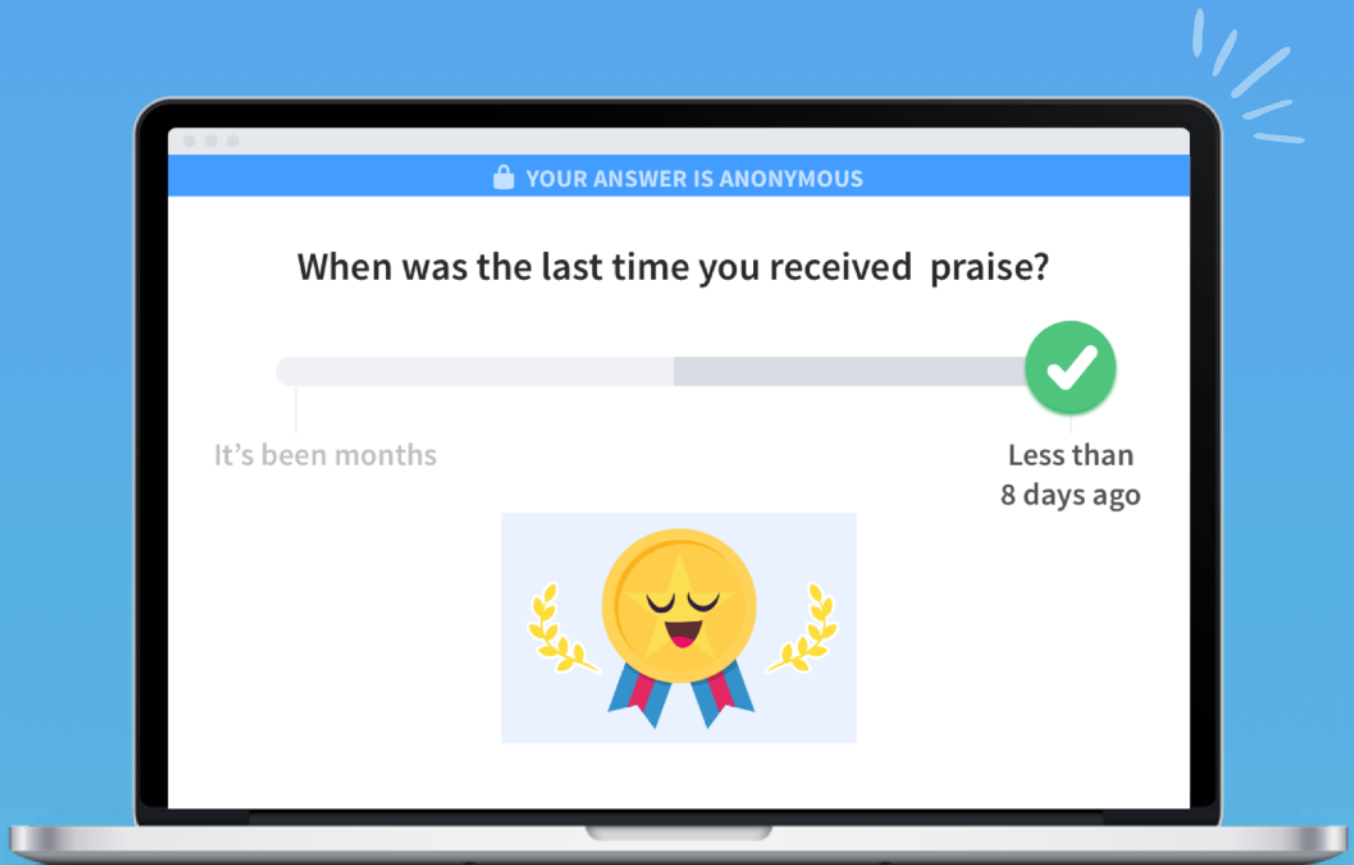 YOUR ANSWER IS ANONYMOUS
When was the last time you received  praise?
It’s been months
Less than
8 days ago